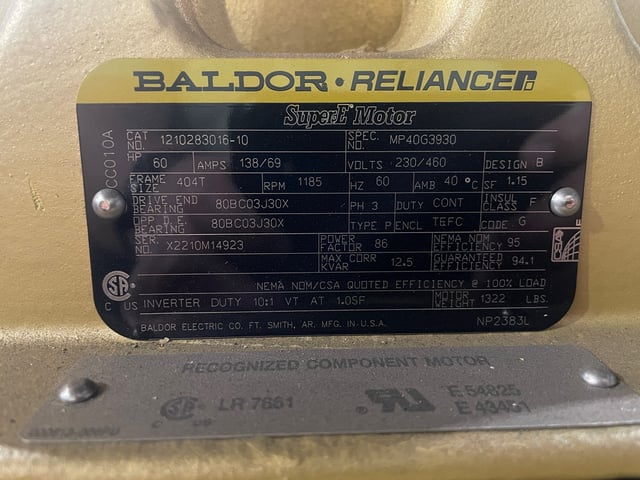 BALDOR · RELIANCE
SuperE Motor
CC010A
CAT NO. 1210283016-10 SPEC. NO. MP40G3930
HP 60 AMPS 138/69 VOLTS 230/460 DESIGN B
FRAME SIZE 404T RPM 1185 HZ 60 AMB 40 °C SF 1.15
DRIVE END BEARING 80BC03J30X PH 3 DUTY CONT INSUL CLASS F
OPP D.E. BEARING 80BC03J30X TYPE P ENCL TEFC CODE G
SER. NO. X2210M14923 POWER FACTOR 86 NEMA NOM EFFICIENCY 95
MAX CORR KVAR 12.5 GUARANTEED EFFICIENCY 94.1
NEMA NOM/CSA QUOTED EFFICIENCY @ 100% LOAD
INVERTER DUTY 10:1 VT AT 1.0SF MOTOR WEIGHT 1322 LBS.
BALDOR ELECTRIC CO. FT. SMITH, AR. MFG. IN U.S.A. NP2383L
C US
RECOGNIZED COMPONENT MOTOR
LR 7861 E 54825
C US E 43451